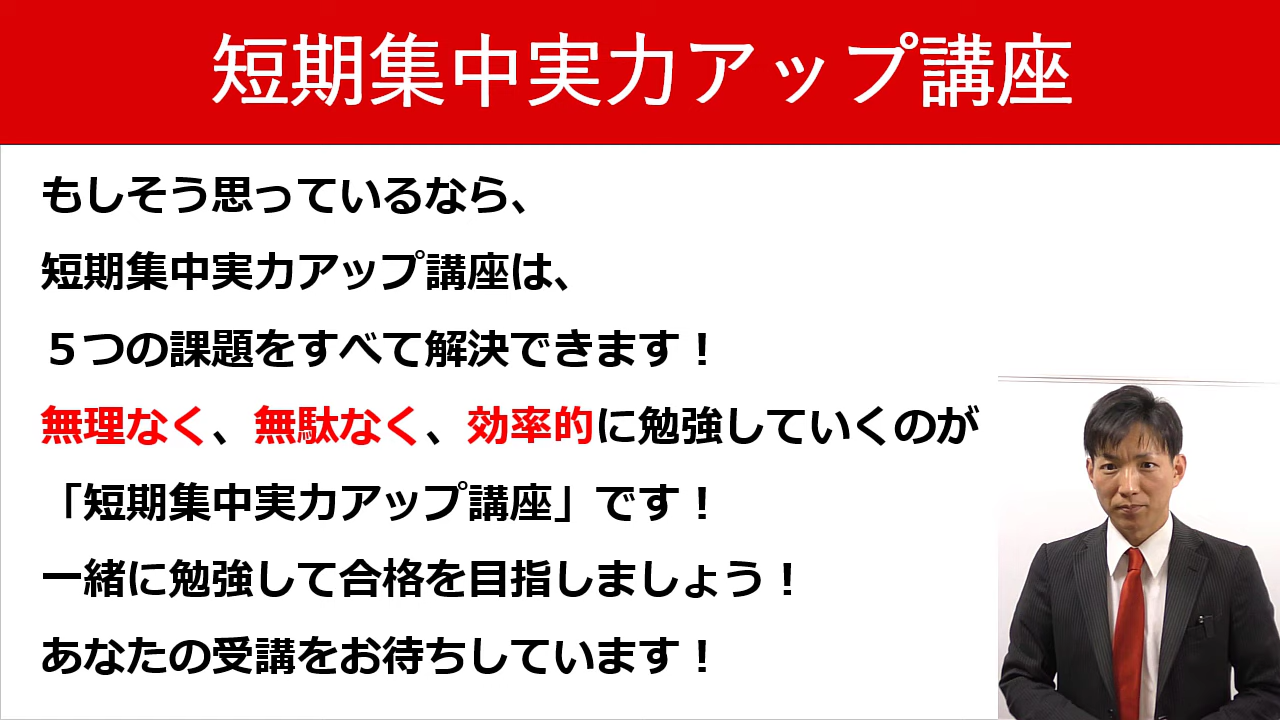 短期集中実力アップ講座
もしそう思っているなら、
短期集中実力アップ講座は、
５つの課題をすべて解決できます！
無理なく、無駄なく、効率的に勉強していくのが
「短期集中実力アップ講座」です！
一緒に勉強して合格を目指しましょう！
あなたの受講をお待ちしています！